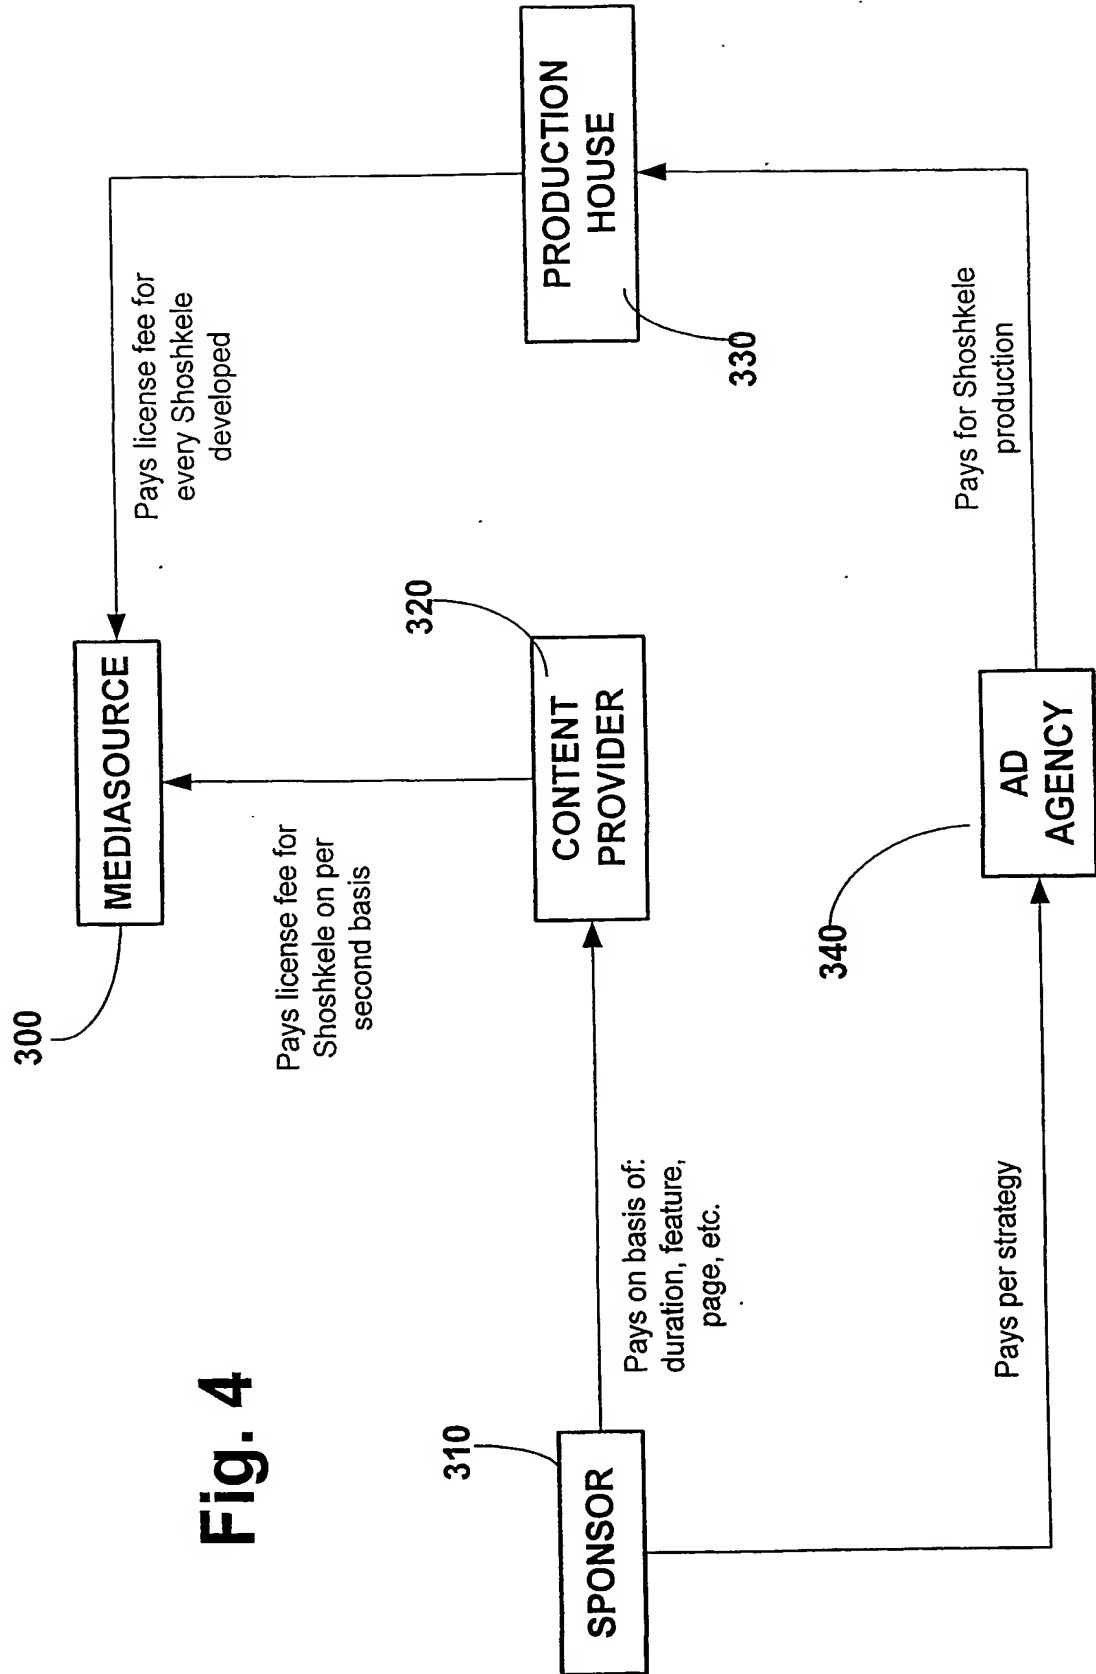 Fig. 4
300
MEDIASOURCE
Pays license fee for
every Shoshkele
developed
Pays license fee for
Shoshkele on per
second basis
310
SPONSOR
Pays on basis of:
duration, feature,
page, etc.
320
CONTENT
PROVIDER
PRODUCTION
HOUSE
330
Pays per strategy
340
AD
AGENCY
Pays for Shoshkele
production